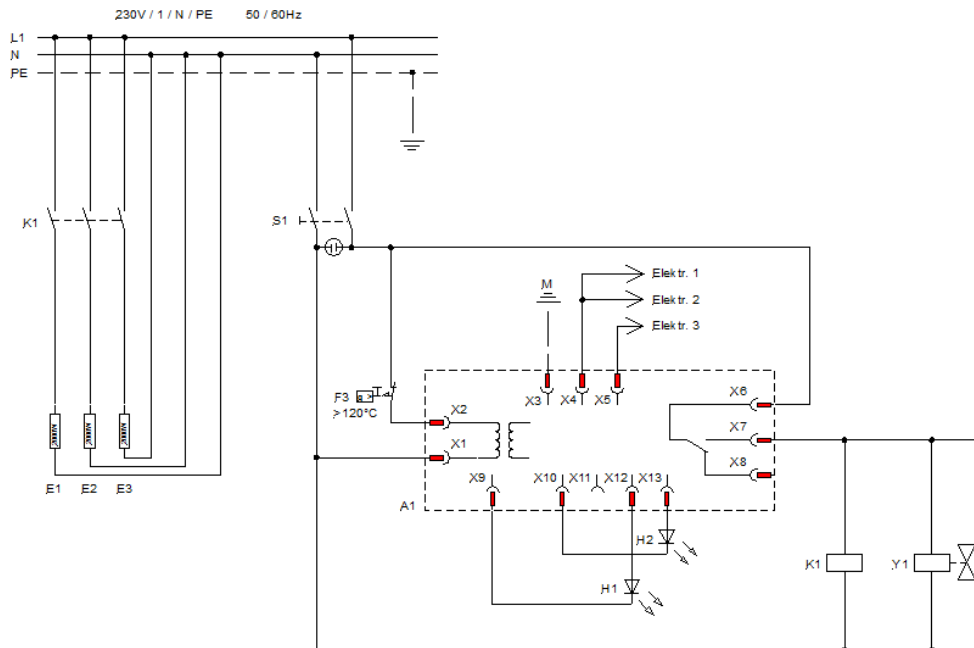 230V / 1 / N / PE 50 / 60Hz
L1
N
PE
K1
S1
Elektr. 1
M
Elektr. 2
Elektr. 3
F3
>120°C
X3 X4 X5 X6
X2
X7
X1
X8
X9 X10 X11 X12 X13
E1 E2 E3
A1
H2
K1 Y1
H1